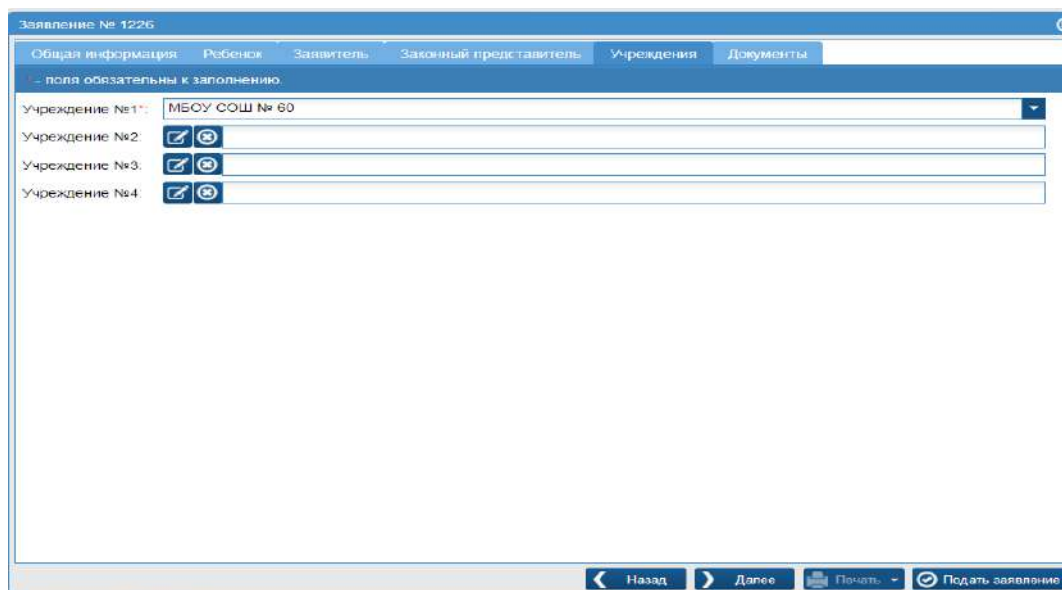 Заявление № 1226
Общая информация Ребенок Заявитель Законный представитель Учреждения Документы
* - поля обязательны к заполнению.
Учреждение №1*: МБОУ СОШ № 60
Учреждение №2:
Учреждение №3:
Учреждение №4:
Назад Далее Печать Подать заявление